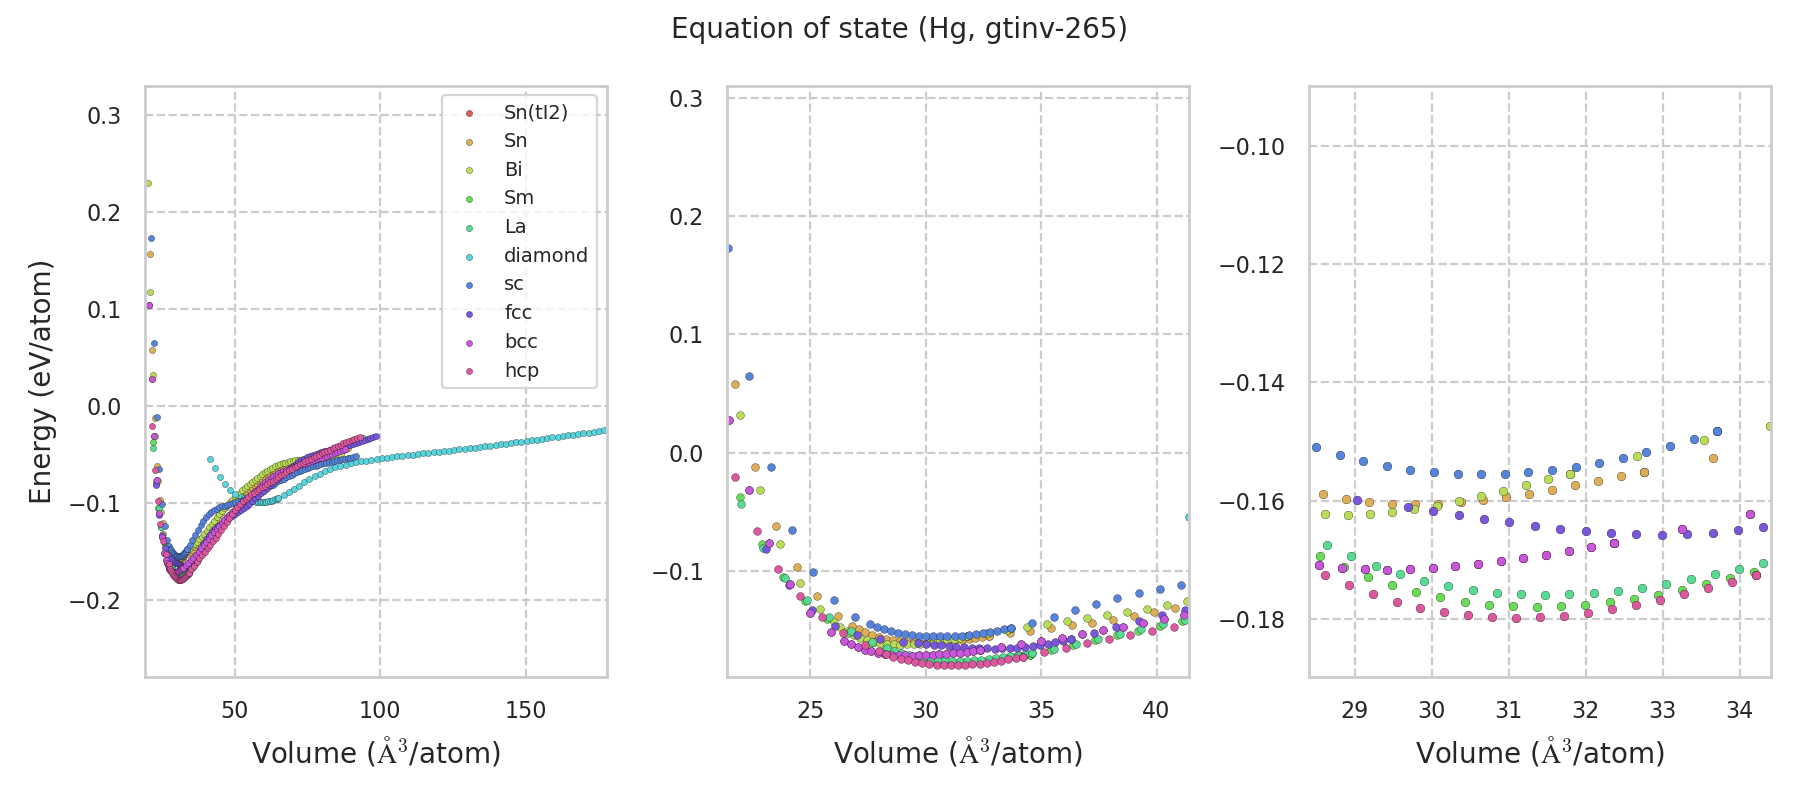 Equation of state (Hg, gtinv-265)
Energy (eV/atom)
0.3
0.2
0.1
0.0
−0.1
−0.2
50
100
150
Volume (Å³/atom)
Sn(tI2)
Sn
Bi
Sm
La
diamond
sc
fcc
bcc
hcp
0.3
0.2
0.1
0.0
−0.1
25
30
35
40
Volume (Å³/atom)
−0.10
−0.12
−0.14
−0.16
−0.18
29
30
31
32
33
34
Volume (Å³/atom)